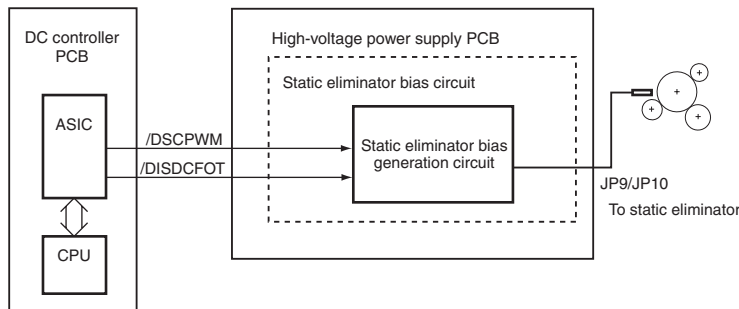 DC controller
PCB
ASIC
CPU
/DSCPWM
/DISDCFOT
High-voltage power supply PCB
Static eliminator bias circuit
Static eliminator bias
generation circuit
JP9/JP10
To static eliminator